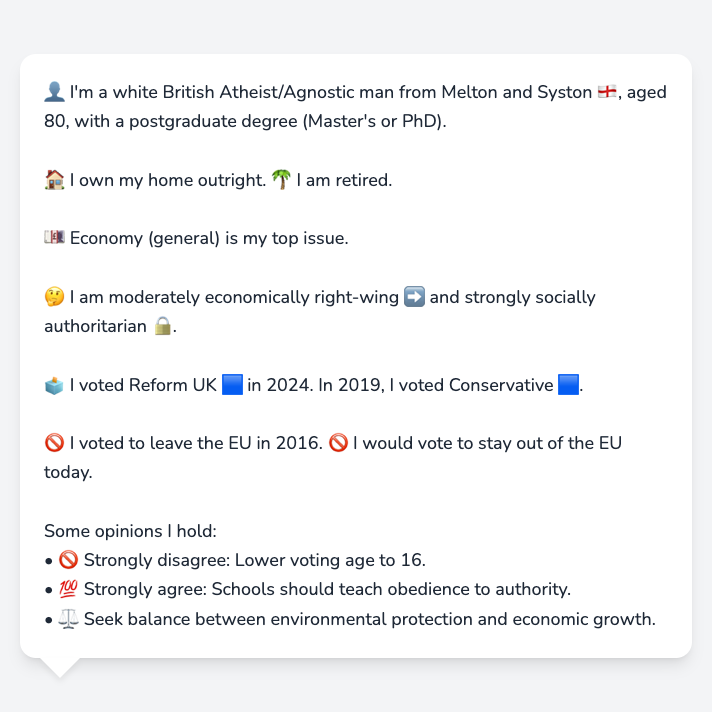 👤 I'm a white British Atheist/Agnostic man from Melton and Syston 🏴󠁧󠁢󠁥󠁮󠁧󠁿, aged
80, with a postgraduate degree (Master's or PhD).
🏠 I own my home outright. 🌴 I am retired.
💷 Economy (general) is my top issue.
🤔 I am moderately economically right-wing ➡️ and strongly socially
authoritarian 🔒.
🗳️ I voted Reform UK 🟦 in 2024. In 2019, I voted Conservative 🟦.
🚫 I voted to leave the EU in 2016. 🚫 I would vote to stay out of the EU
today.
Some opinions I hold:
• 🚫 Strongly disagree: Lower voting age to 16.
• 💯 Strongly agree: Schools should teach obedience to authority.
• ⚖️ Seek balance between environmental protection and economic growth.